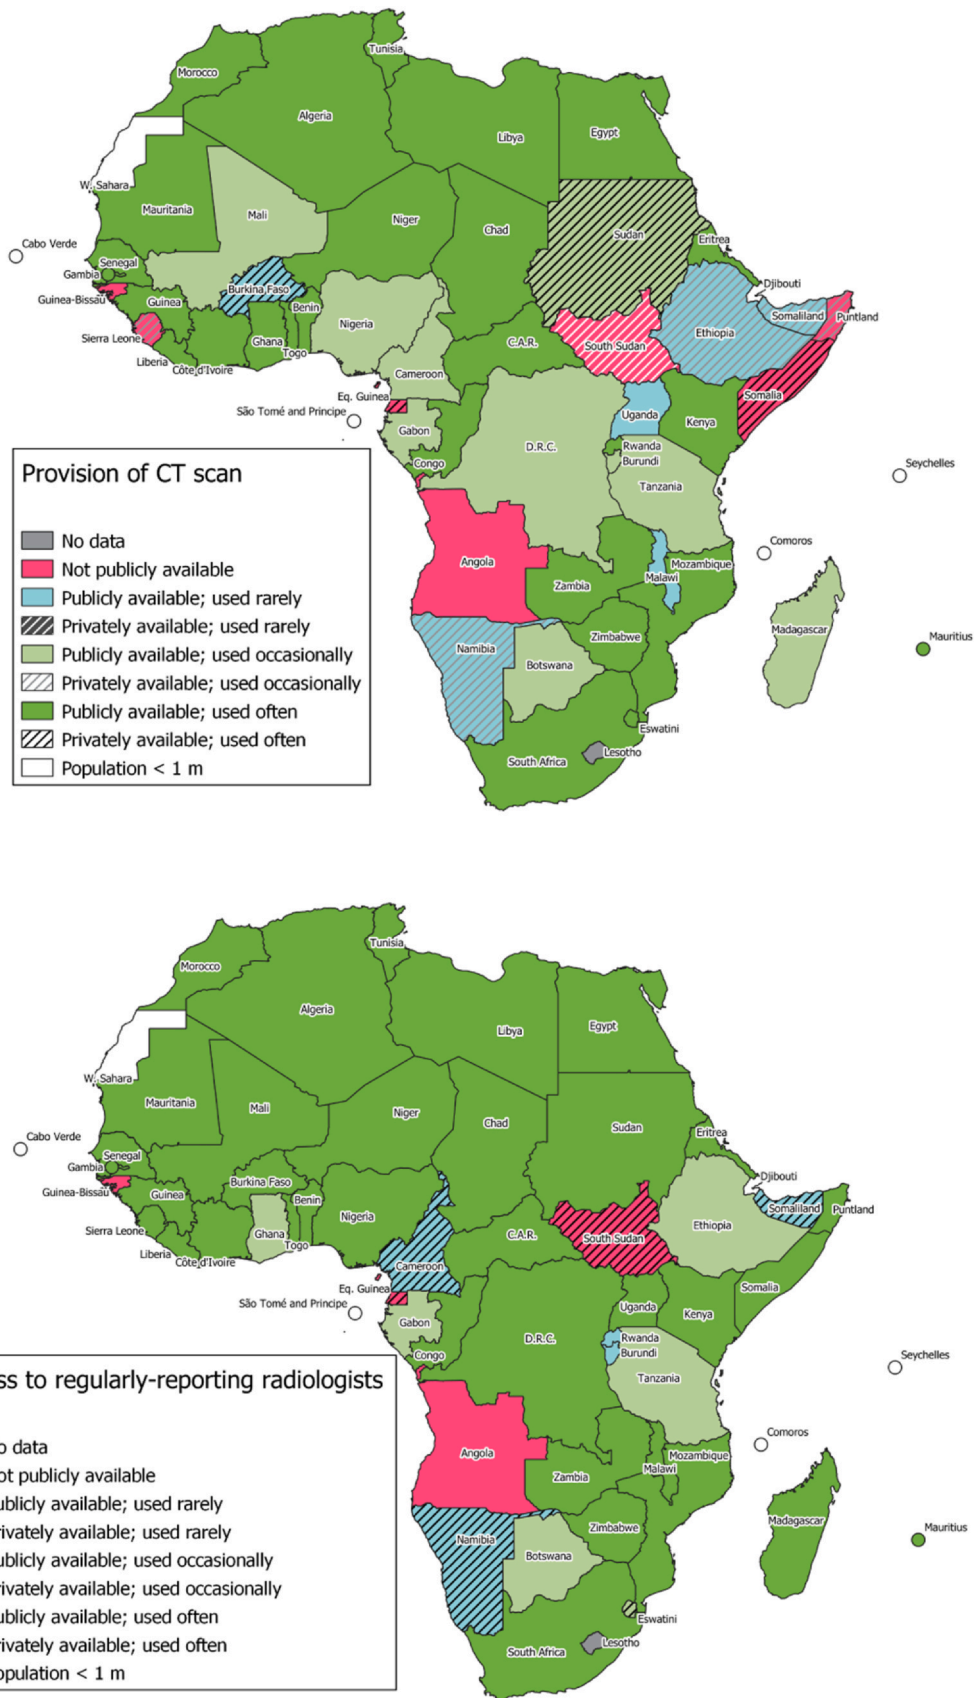 Tunisia
Morocco
Algeria
Libya
Egypt
W. Sahara
Mauritania
Mali
Niger
Chad
Sudan
Eritrea
Cabo Verde
Senegal
Gambia
Guinea-Bissau
Guinea
Burkina Faso
Benin
Djibouti
Somaliland
Puntland
Sierra Leone
Liberia
Côte d'Ivoire
Ghana
Togo
Nigeria
Cameroon
C.A.R.
South Sudan
Ethiopia
Somalia
Eq. Guinea
São Tomé and Principe
Gabon
Congo
D.R.C.
Uganda
Kenya
Rwanda
Burundi
Tanzania
Seychelles
Comoros
Angola
Zambia
Malawi
Mozambique
Madagascar
Mauritius
Namibia
Botswana
Zimbabwe
Eswatini
South Africa
Lesotho
Provision of CT scan
No data
Not publicly available
Publicly available; used rarely
Privately available; used rarely
Publicly available; used occasionally
Privately available; used occasionally
Publicly available; used often
Privately available; used often
Population < 1 m
Tunisia
Morocco
Algeria
Libya
Egypt
W. Sahara
Mauritania
Mali
Niger
Chad
Sudan
Eritrea
Cabo Verde
Senegal
Gambia
Guinea-Bissau
Guinea
Burkina Faso
Benin
Djibouti
Somaliland
Puntland
Sierra Leone
Liberia
Côte d'Ivoire
Ghana
Togo
Nigeria
Cameroon
C.A.R.
South Sudan
Ethiopia
Somalia
Eq. Guinea
São Tomé and Principe
Gabon
Congo
D.R.C.
Uganda
Kenya
Rwanda
Burundi
Tanzania
Seychelles
Comoros
Angola
Zambia
Malawi
Mozambique
Madagascar
Mauritius
Namibia
Botswana
Zimbabwe
Eswatini
South Africa
Lesotho
ss to regularly-reporting radiologists
o data
ot publicly available
ublicly available; used rarely
rivately available; used rarely
ublicly available; used occasionally
rivately available; used occasionally
ublicly available; used often
rivately available; used often
opulation < 1 m